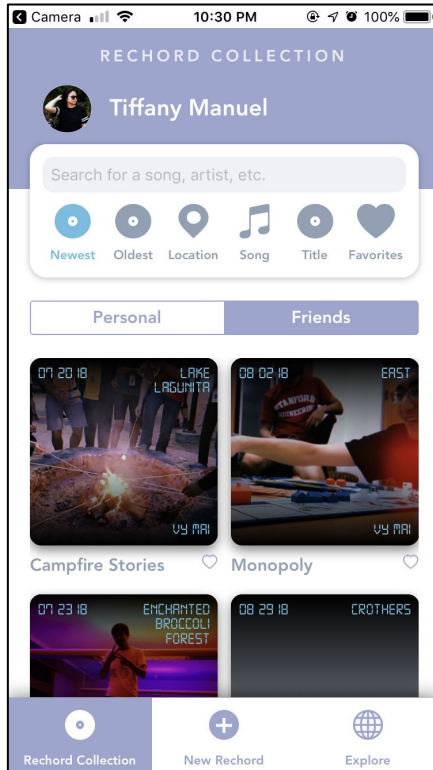 Camera 10:30 PM 100%
RECHORD COLLECTION
Tiffany Manuel
Search for a song, artist, etc.
Newest Oldest Location Song Title Favorites
Personal Friends
07 20 18 LAKE
LAGUNITA
VY MAI
08 02 18 EAST
STANFORD
ENGINEERING
VY MAI
Campfire Stories Monopoly
07 23 18 ENCHANTED
BROCCOLI
FOREST
08 29 18 CROTHERS
Rechord Collection New Rechord Explore